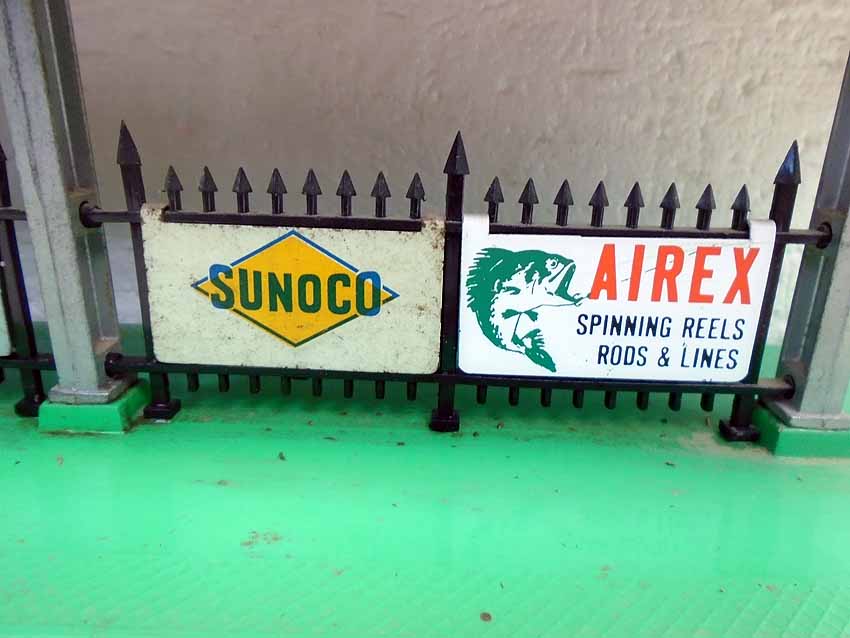 SUNOCO
AIREX
SPINNING REELS
RODS & LINES